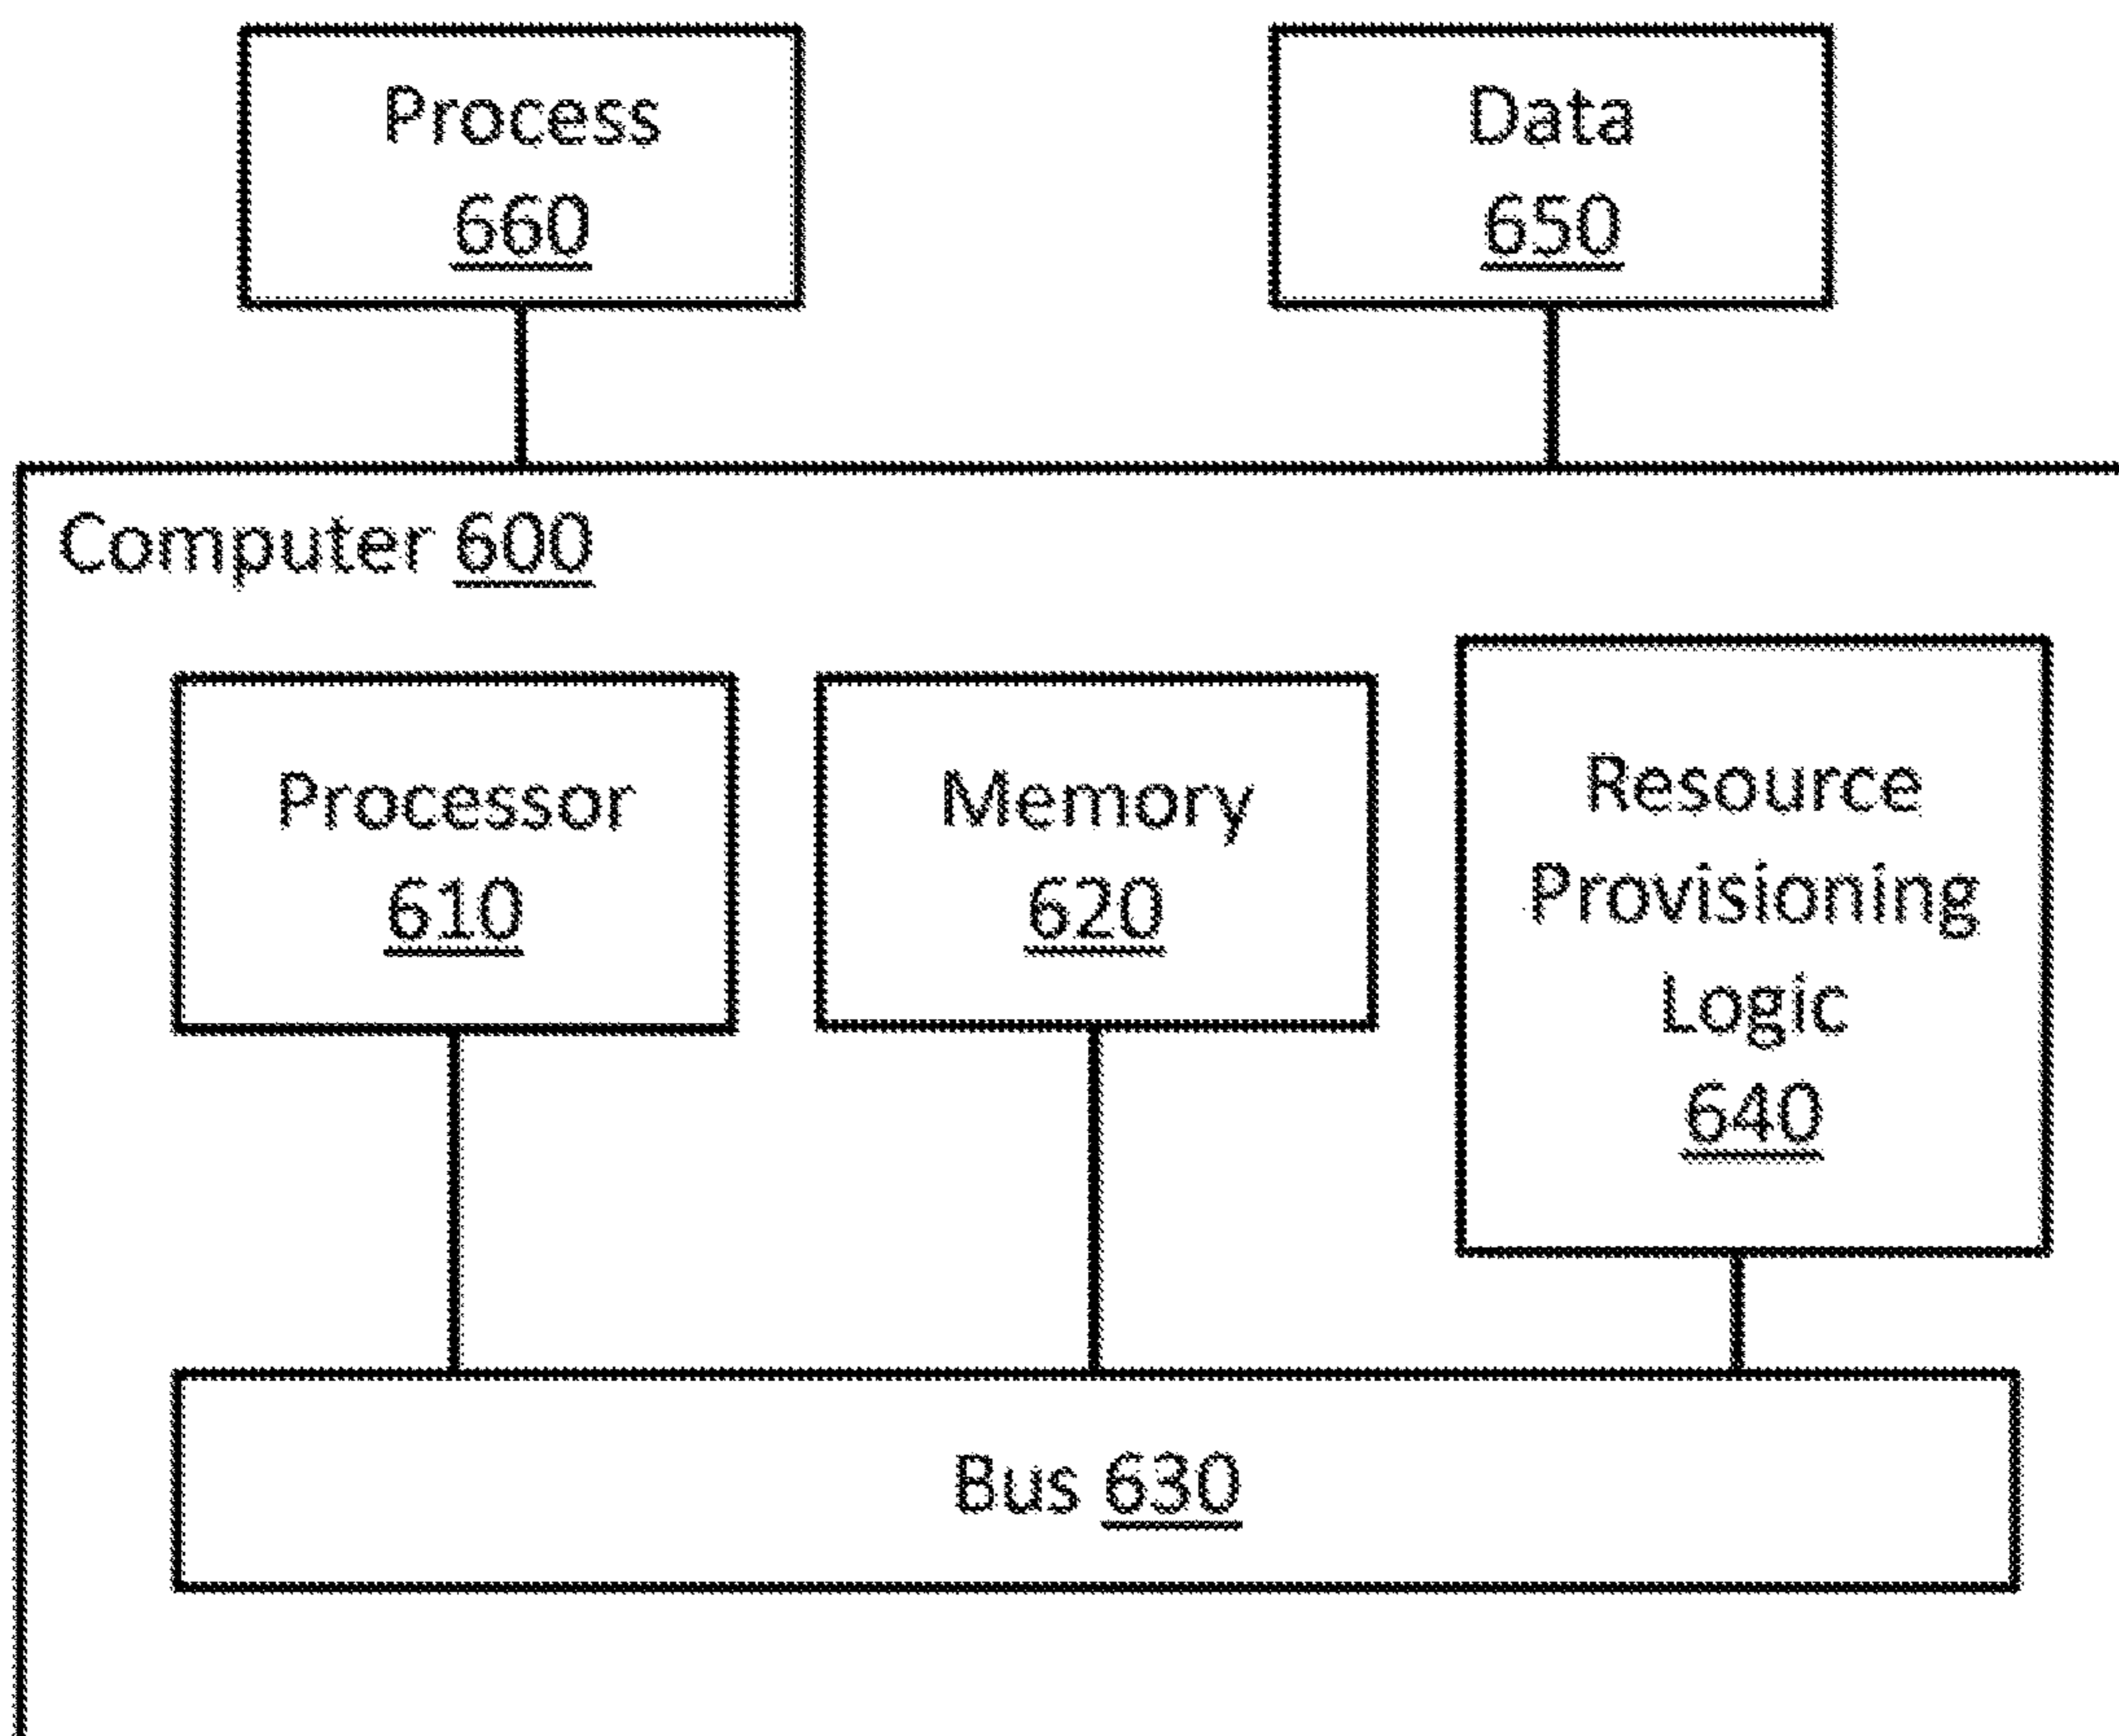 Process
660
Data
650
Computer 600
Processor
610
Memory
620
Resource
Provisioning
Logic
640
Bus 630